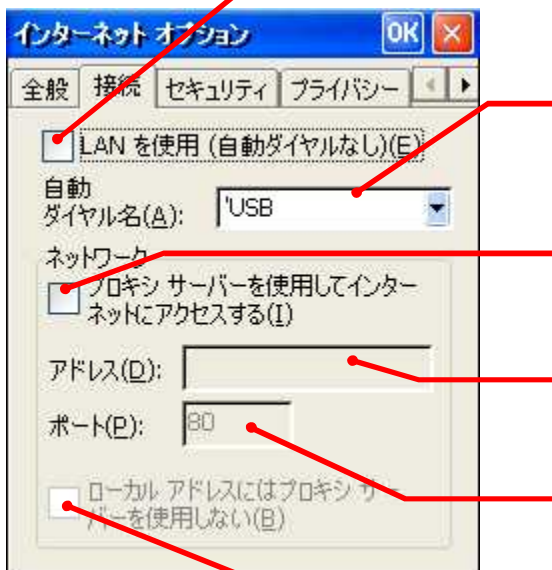 インターネット オプション OK
全般 接続 セキュリティ プライバシー
LAN を使用 (自動ダイヤルなし)(E)
自動
ダイヤル名(A): 'USB
ネットワーク
プロキシ サーバーを使用してインター
ネットにアクセスする(I)
アドレス(D):
ポート(P): 80
ローカル アドレスにはプロキシ サー
バーを使用しない(B)